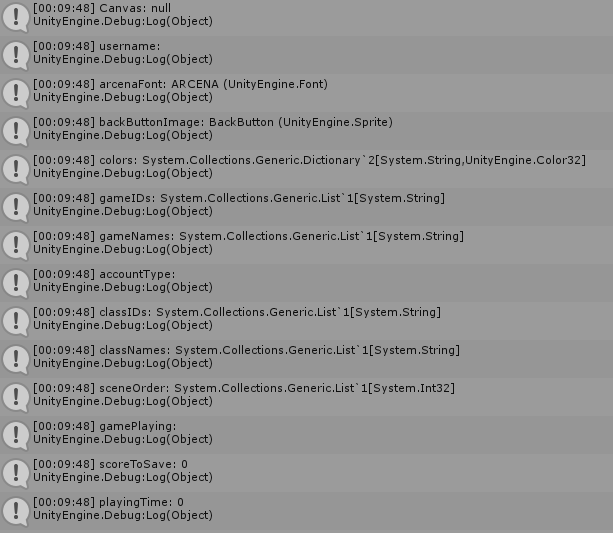 [00:09:48] Canvas: null
UnityEngine.Debug:Log(Object)
[00:09:48] username:
UnityEngine.Debug:Log(Object)
[00:09:48] arcenaFont: ARCENA (UnityEngine.Font)
UnityEngine.Debug:Log(Object)
[00:09:48] backButtonImage: BackButton (UnityEngine.Sprite)
UnityEngine.Debug:Log(Object)
[00:09:48] colors: System.Collections.Generic.Dictionary`2[System.String,UnityEngine.Color32]
UnityEngine.Debug:Log(Object)
[00:09:48] gameIDs: System.Collections.Generic.List`1[System.String]
UnityEngine.Debug:Log(Object)
[00:09:48] gameNames: System.Collections.Generic.List`1[System.String]
UnityEngine.Debug:Log(Object)
[00:09:48] accountType:
UnityEngine.Debug:Log(Object)
[00:09:48] classIDs: System.Collections.Generic.List`1[System.String]
UnityEngine.Debug:Log(Object)
[00:09:48] classNames: System.Collections.Generic.List`1[System.String]
UnityEngine.Debug:Log(Object)
[00:09:48] sceneOrder: System.Collections.Generic.List`1[System.Int32]
UnityEngine.Debug:Log(Object)
[00:09:48] gamePlaying:
UnityEngine.Debug:Log(Object)
[00:09:48] scoreToSave: 0
UnityEngine.Debug:Log(Object)
[00:09:48] playingTime: 0
UnityEngine.Debug:Log(Object)